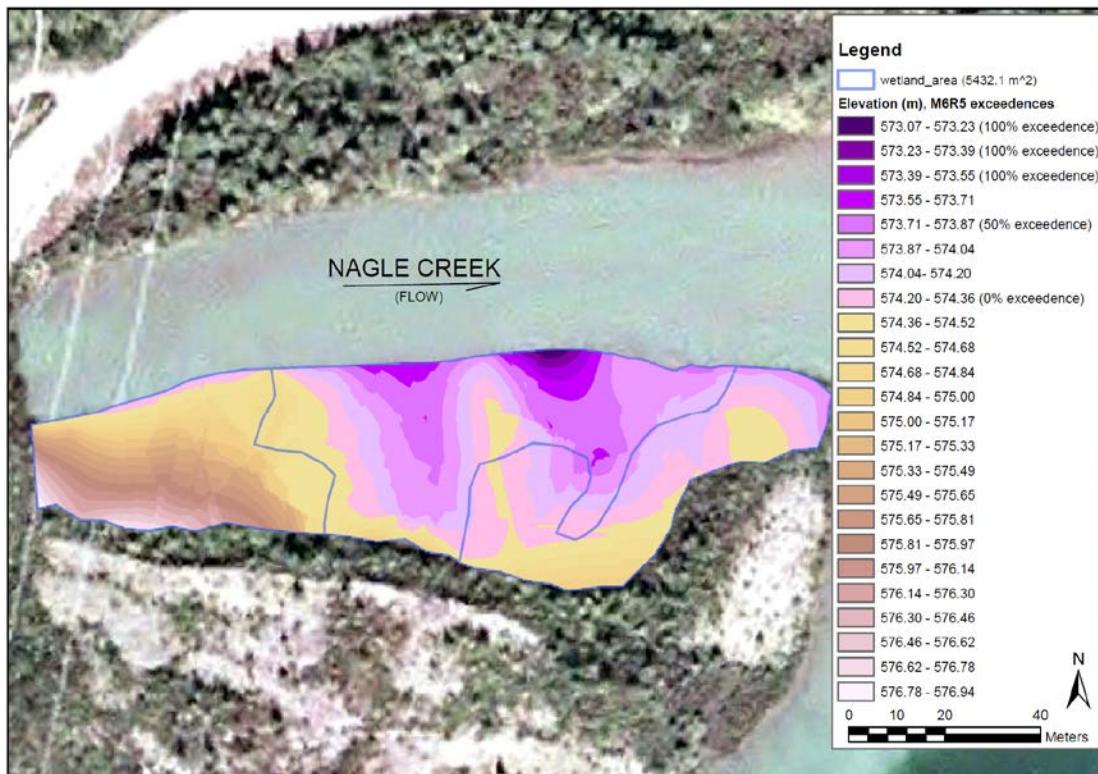 NAGLE CREEK
(FLOW)
Legend
wetland_area (5432.1 m^2)
Elevation (m), M6R5 exceedences
573.07 - 573.23 (100% exceedence)
573.23 - 573.39 (100% exceedence)
573.39 - 573.55 (100% exceedence)
573.55 - 573.71
573.71 - 573.87 (50% exceedence)
573.87 - 574.04
574.04- 574.20
574.20 - 574.36 (0% exceedence)
574.36 - 574.52
574.52 - 574.68
574.68 - 574.84
574.84 - 575.00
575.00 - 575.17
575.17 - 575.33
575.33 - 575.49
575.49 - 575.65
575.65 - 575.81
575.81 - 575.97
575.97 - 576.14
576.14 - 576.30
576.30 - 576.46
576.46 - 576.62
576.62 - 576.78
576.78 - 576.94
N
0 10 20 40
Meters